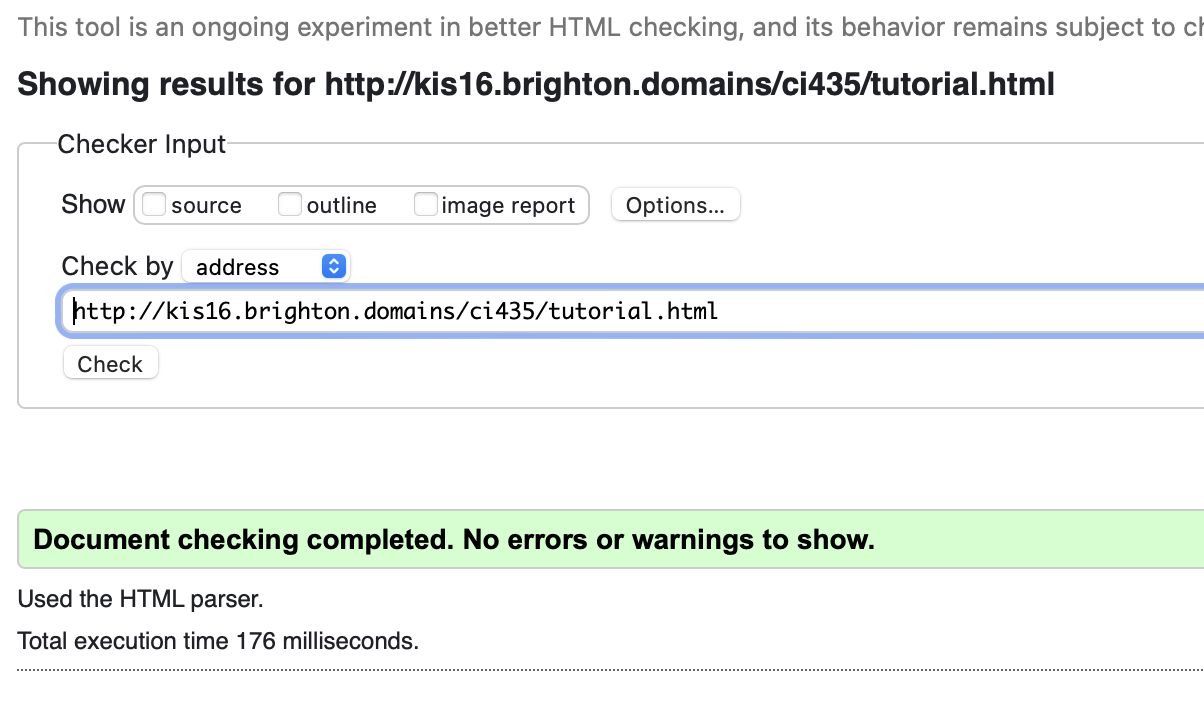 This tool is an ongoing experiment in better HTML checking, and its behavior remains subject to
Showing results for http://kis16.brighton.domains/ci435/tutorial.html
Checker Input
Show source outline image report Options...
Check by address
http://kis16.brighton.domains/ci435/tutorial.html
Check
Document checking completed. No errors or warnings to show.
Used the HTML parser.
Total execution time 176 milliseconds.